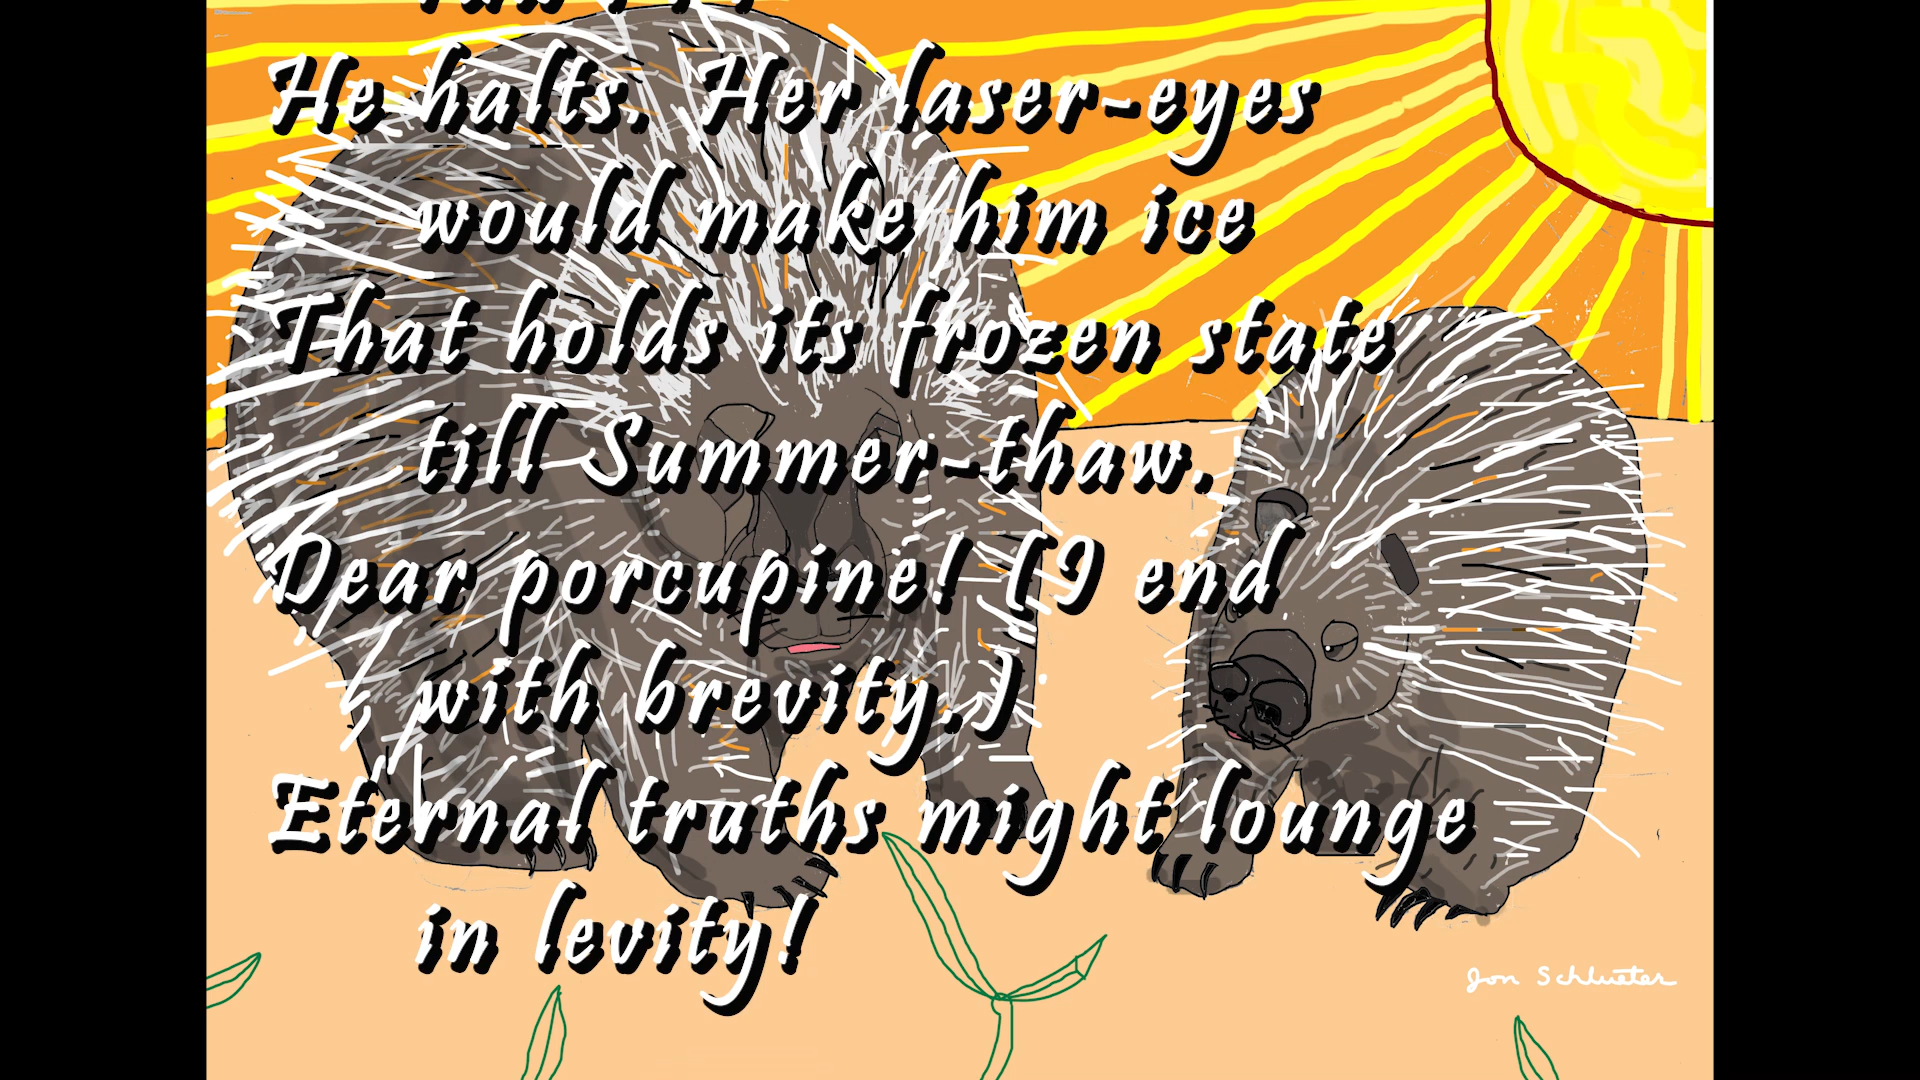 He halts. Her laser-eyes
would make him ice
That holds its frozen state
till Summer-thaw.
Dear porcupine! (I end
with brevity.)
Eternal truths might lounge
in levity!
Jon Schlueter